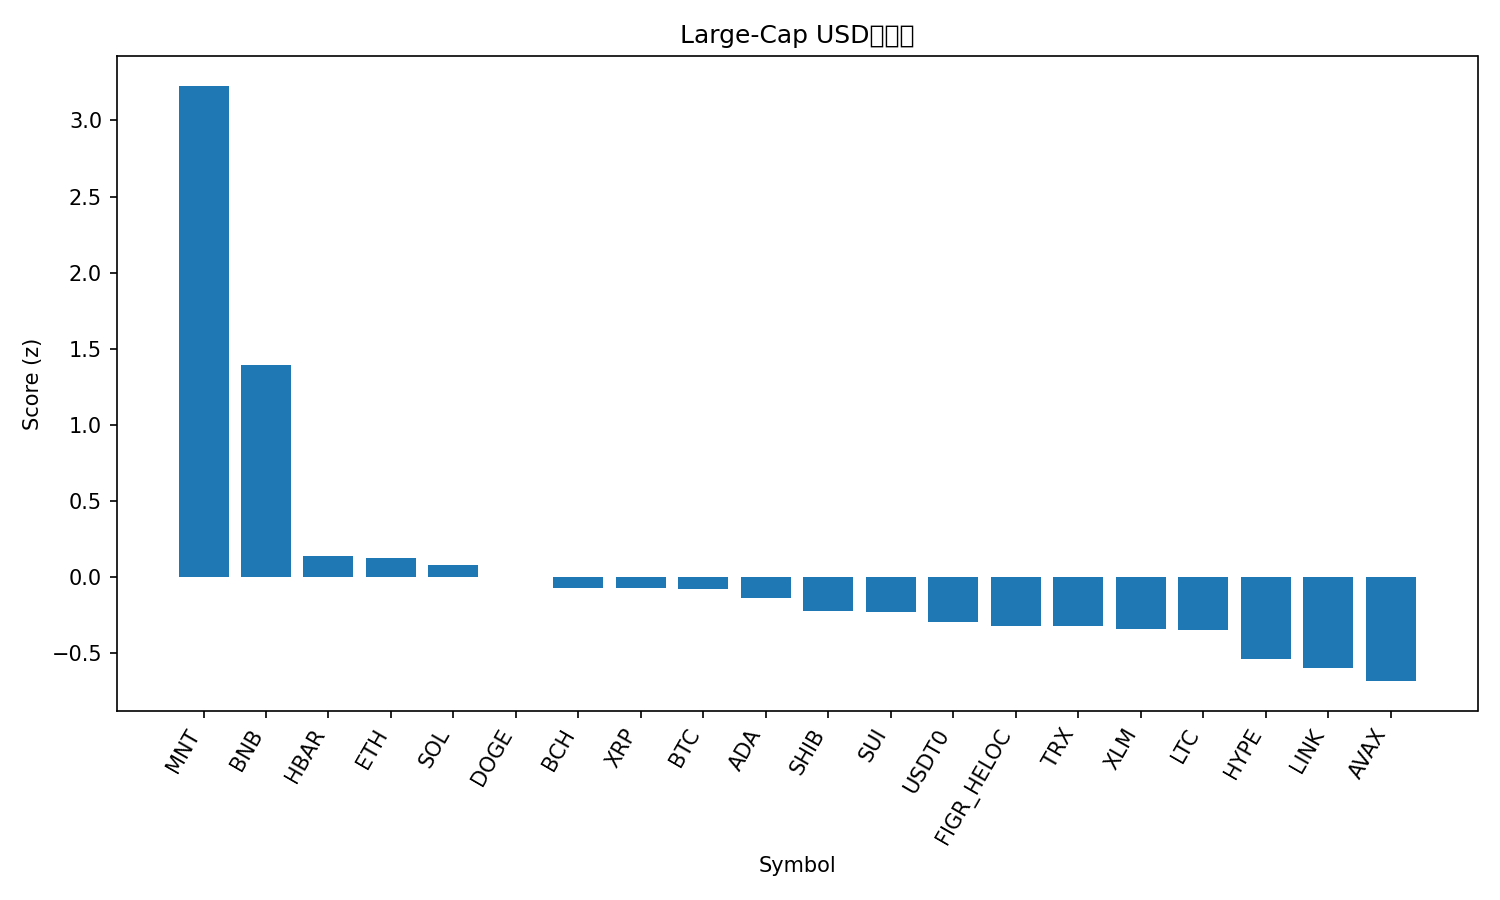 Large-Cap USD
3.0
2.5
2.0
1.5
1.0
0.5
0.0
−0.5
Score (z)
MNT
BNB
HBAR
ETH
SOL
DOGE
BCH
XRP
BTC
ADA
SHIB
SUI
USDT0
FIGR_HELOC
TRX
XLM
LTC
HYPE
LINK
AVAX
Symbol